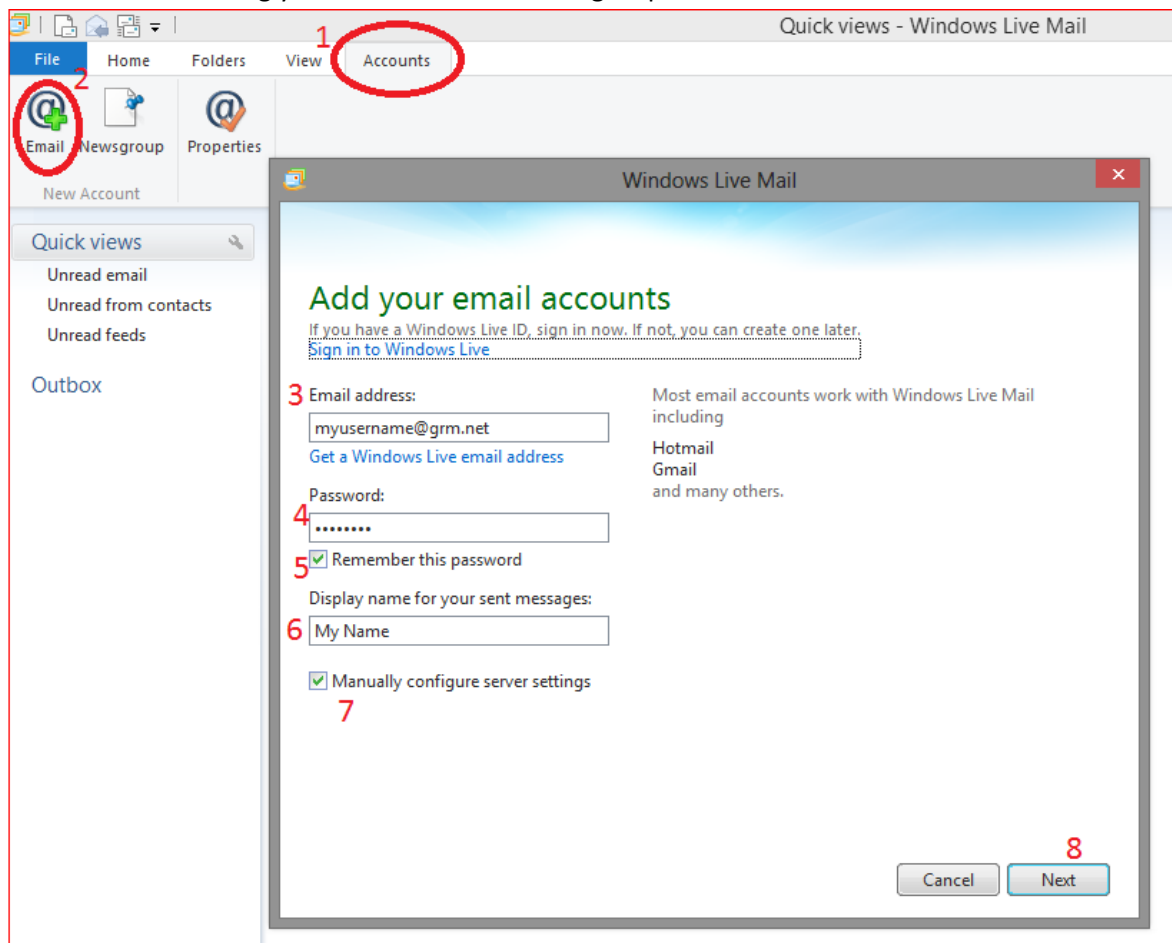 Quick views - Windows Live Mail
1
File Home Folders View Accounts
2
Email Newsgroup Properties
New Account
Windows Live Mail
Quick views
Unread email
Unread from contacts
Unread feeds
Outbox
Add your email accounts
If you have a Windows Live ID, sign in now. If not, you can create one later.
Sign in to Windows Live
3 Email address:
myusername@grm.net
Get a Windows Live email address
Password:
4 ••••••••
5 Remember this password
Display name for your sent messages:
6 My Name
Manually configure server settings
7
Most email accounts work with Windows Live Mail
including
Hotmail
Gmail
and many others.
8
Cancel Next